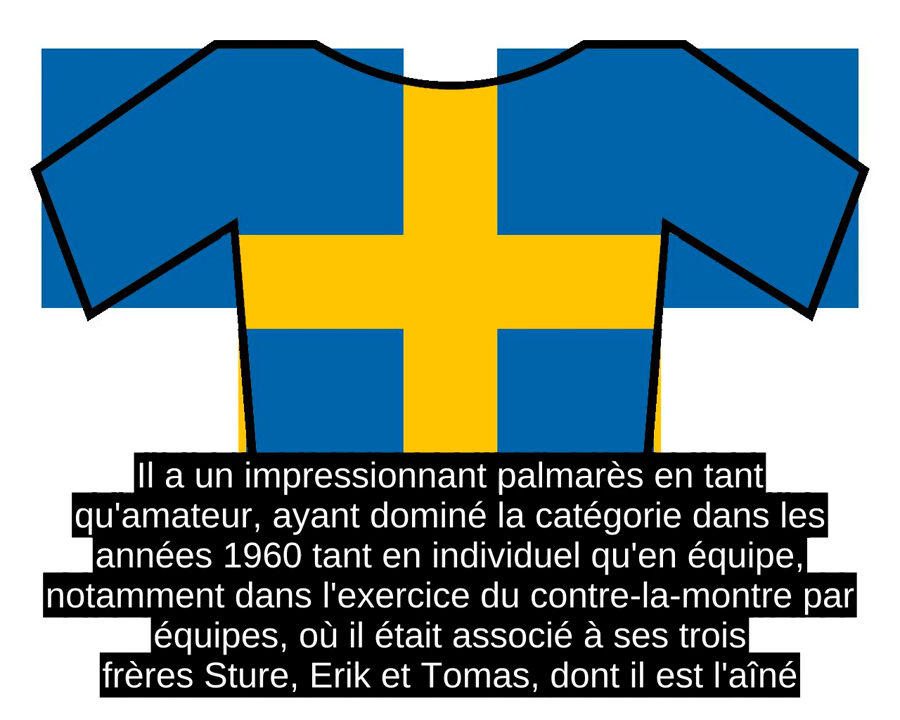 Il a un impressionnant palmarès en tant
qu'amateur, ayant dominé la catégorie dans les
années 1960 tant en individuel qu'en équipe,
notamment dans l'exercice du contre-la-montre par
équipes, où il était associé à ses trois
frères Sture, Erik et Tomas, dont il est l'aîné